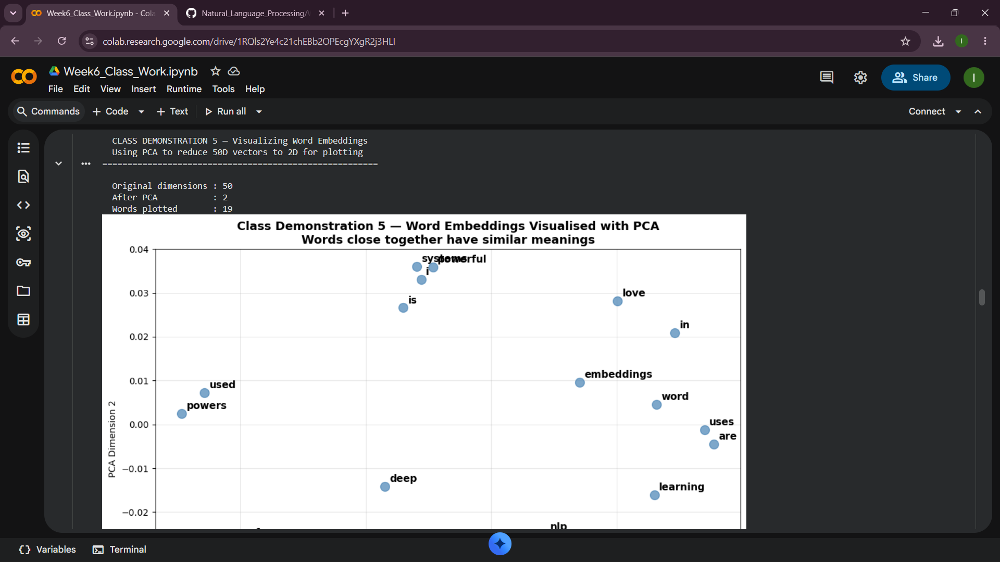 Week6_Class_Work.ipynb - Cola
Natural_Language_Processing/
colab.research.google.com/drive/1RQls2Ye4c21chEBb2OPEcgYXgR2j3HLI
I
Week6_Class_Work.ipynb
File Edit View Insert Runtime Tools Help
Share
I
Commands + Code + Text Run all
Connect
CLASS DEMONSTRATION 5 — Visualizing Word Embeddings
Using PCA to reduce 50D vectors to 2D for plotting
=======================================================
Original dimensions : 50
After PCA : 2
Words plotted : 19
Class Demonstration 5 — Word Embeddings Visualised with PCA
Words close together have similar meanings
0.04
systems
powerful
i
0.03
love
is
in
0.02
embeddings
0.01
used
word
powers
uses
0.00
are
PCA Dimension 2
−0.01
deep
learning
−0.02
nlp
Variables
Terminal